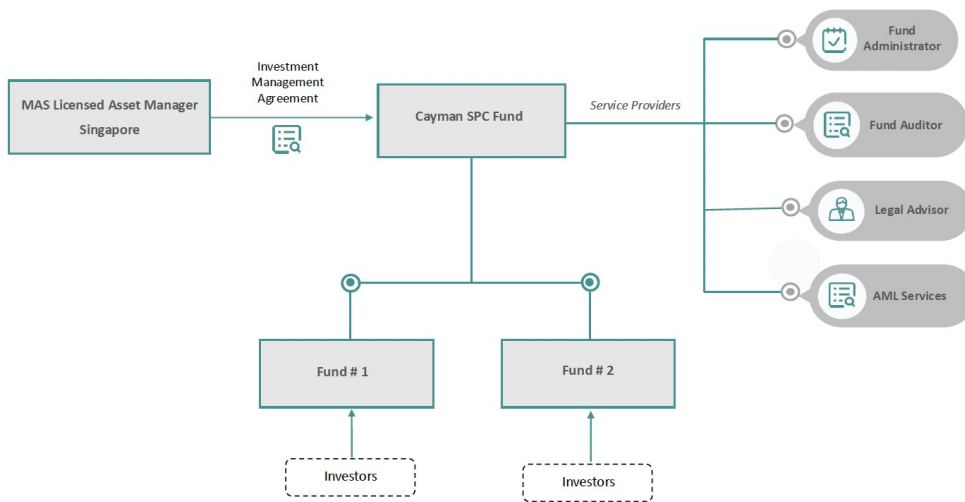 Investment
Management
Agreement
MAS Licensed Asset Manager
Singapore
Cayman SPC Fund
Service Providers
Fund
Administrator
Fund Auditor
Legal Advisor
AML Services
Fund # 1
Fund # 2
Investors
Investors